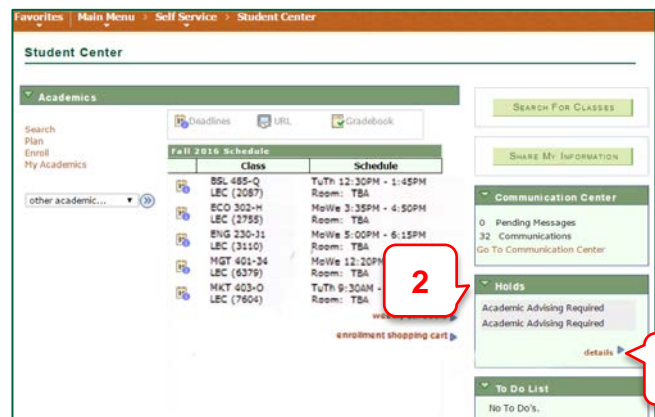 Favorites | Main Menu > Self Service > Student Center
Student Center
Academics
Search
Plan
Enroll
My Academics
other academic...
Deadlines URL Gradebook
Fall 2016 Schedule
Class Schedule
BSL 485-Q TuTh 12:30PM - 1:45PM
LEC (2087) Room: TBA
ECO 302-H MoWe 3:35PM - 4:50PM
LEC (2755) Room: TBA
ENG 230-J1 MoWe 5:00PM - 6:15PM
LEC (3110) Room: TBA
MGT 401-34 MoWe 12:20PM
LEC (6379) Room: TBA
MKT 403-O TuTh 9:30AM -
LEC (7604) Room: TBA
enrollment shopping cart
SEARCH FOR CLASSES
SHARE MY INFORMATION
Communication Center
0 Pending Messages
32 Communications
Go To Communication Center
2
Holds
Academic Advising Required
Academic Advising Required
details
To Do List
No To Do's.